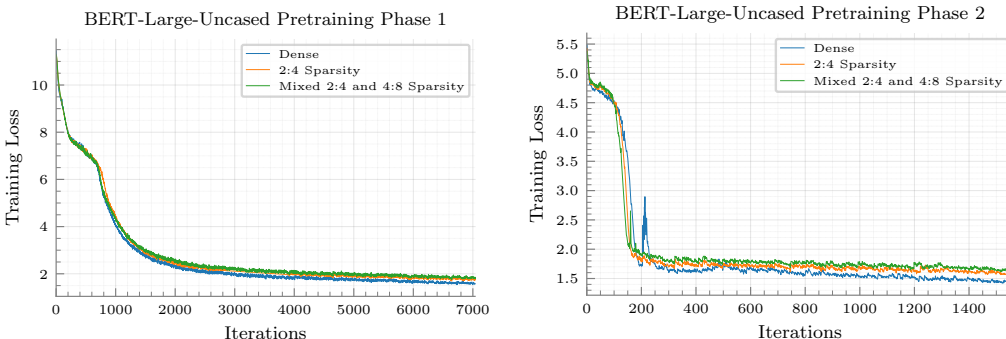 BERT-Large-Uncased Pretraining Phase 1
Training Loss
10
8
6
4
2
Dense
2:4 Sparsity
Mixed 2:4 and 4:8 Sparsity
0
1000
2000
3000
4000
5000
6000
7000
Iterations
BERT-Large-Uncased Pretraining Phase 2
Training Loss
5.5
5.0
4.5
4.0
3.5
3.0
2.5
2.0
1.5
Dense
2:4 Sparsity
Mixed 2:4 and 4:8 Sparsity
0
200
400
600
800
1000
1200
1400
Iterations